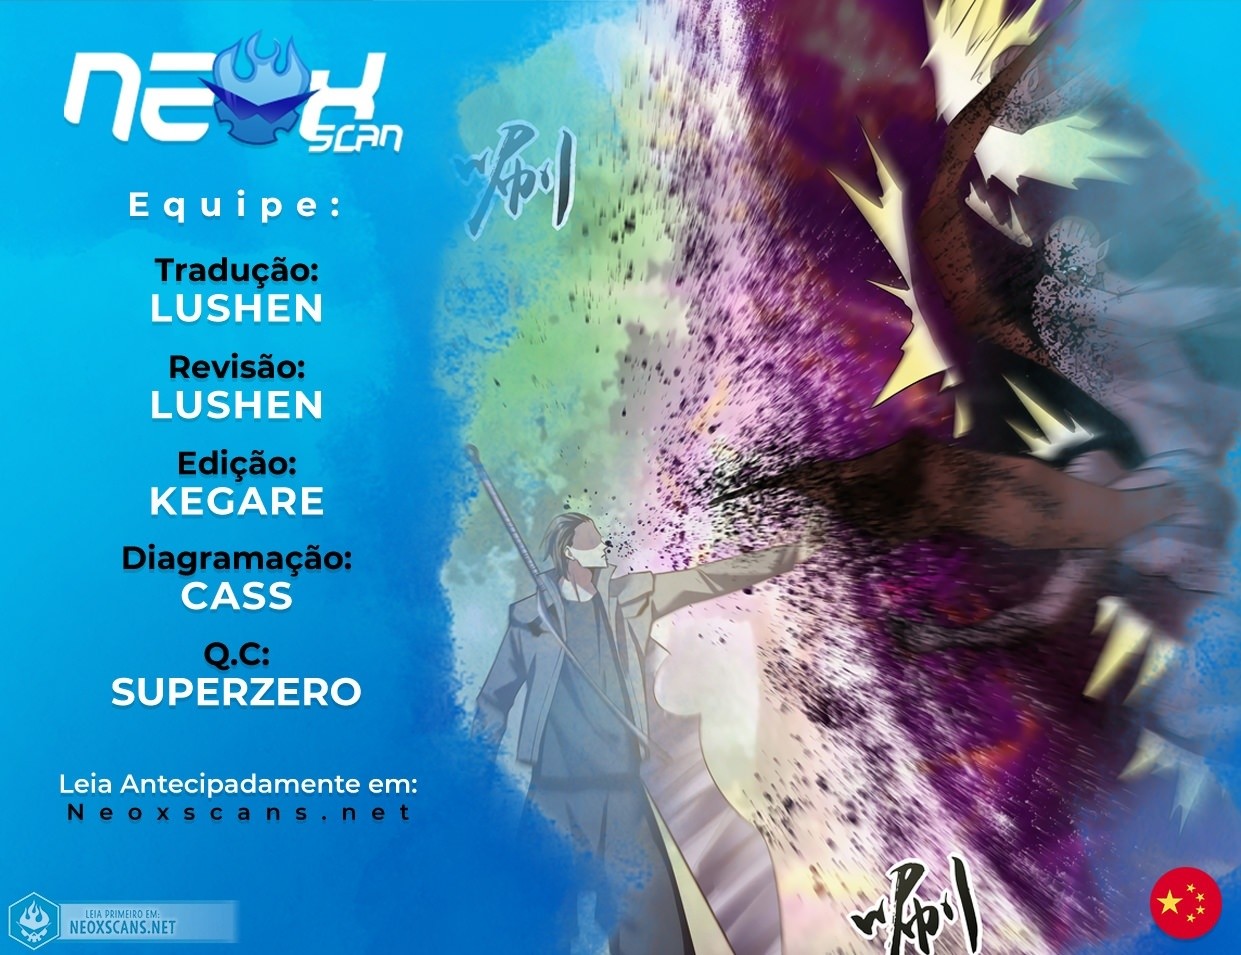 NEOX
SCAN
Equipe:
Tradução:
LUSHEN
Revisão:
LUSHEN
Edição:
KEGARE
Diagramação:
CASS
Q.C:
SUPERZERO
Leia Antecipadamente em:
Neoxscans.net
LEIA PRIMEIRO EM:
NEOXSCANS.NET
唰
唰